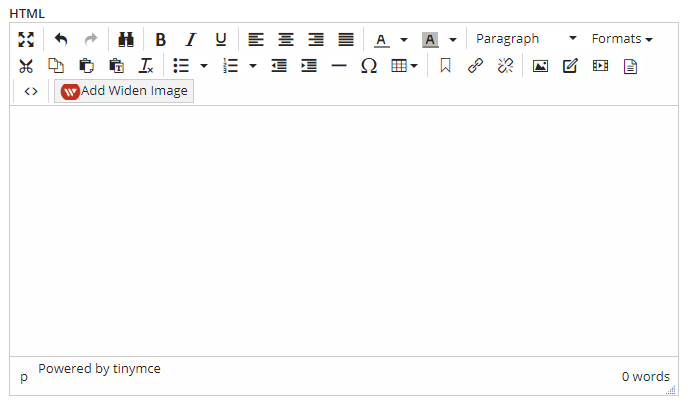 HTML
B I U A A Paragraph Formats
Ω
<> Add Widen Image
p Powered by tinymce 0 words